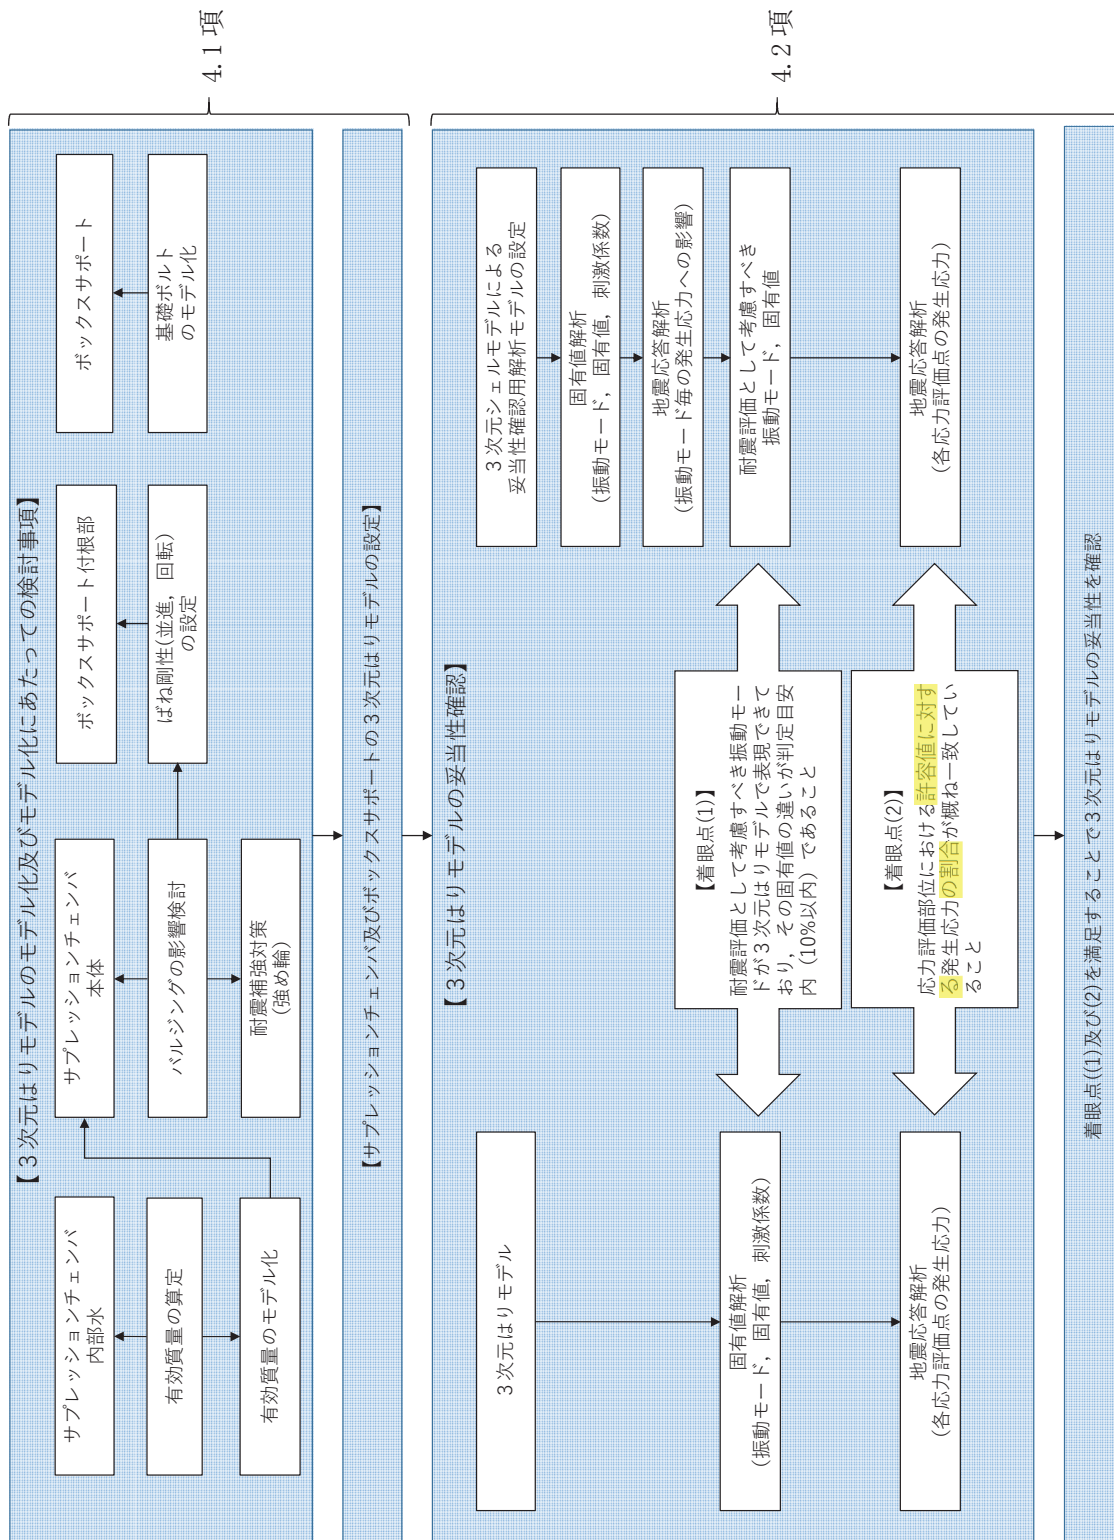 【３次元はりモデルのモデル化及びモデル化にあたっての検討事項】
サプレッションチェンバ
内部水
有効質量の算定
有効質量のモデル化
サプレッションチェンバ
本体
バルジングの影響検討
耐震補強対策
(強め輪)
ボックスサポート付根部
ばね剛性(並進，回転)
の設定
ボックスサポート
基礎ボルト
のモデル化
4.1 項
【サプレッションチェンバ及びボックスサポートの３次元はりモデルの設定】
【３次元はりモデルの妥当性確認】
３次元はりモデル
固有値解析
(振動モード，固有値，刺激係数)
地震応答解析
(各応力評価点の発生応力)
【着眼点(1)】
耐震評価として考慮すべき振動モー
ドが３次元はりモデルで表現できて
おり，その固有値の違いが判定目安
内（10%以内）であること
【着眼点(2)】
応力評価部位における許容値に対す
る発生応力の割合が概ね一致してい
ること
３次元シェルモデルによる
妥当性確認用解析モデルの設定
固有値解析
(振動モード，固有値，刺激係数)
地震応答解析
(振動モード毎の発生応力への影響)
耐震評価として考慮すべき
振動モード，固有値
地震応答解析
(各応力評価点の発生応力)
4.2 項
着眼点((1)及び(2)を満足することで３次元はりモデルの妥当性を確認